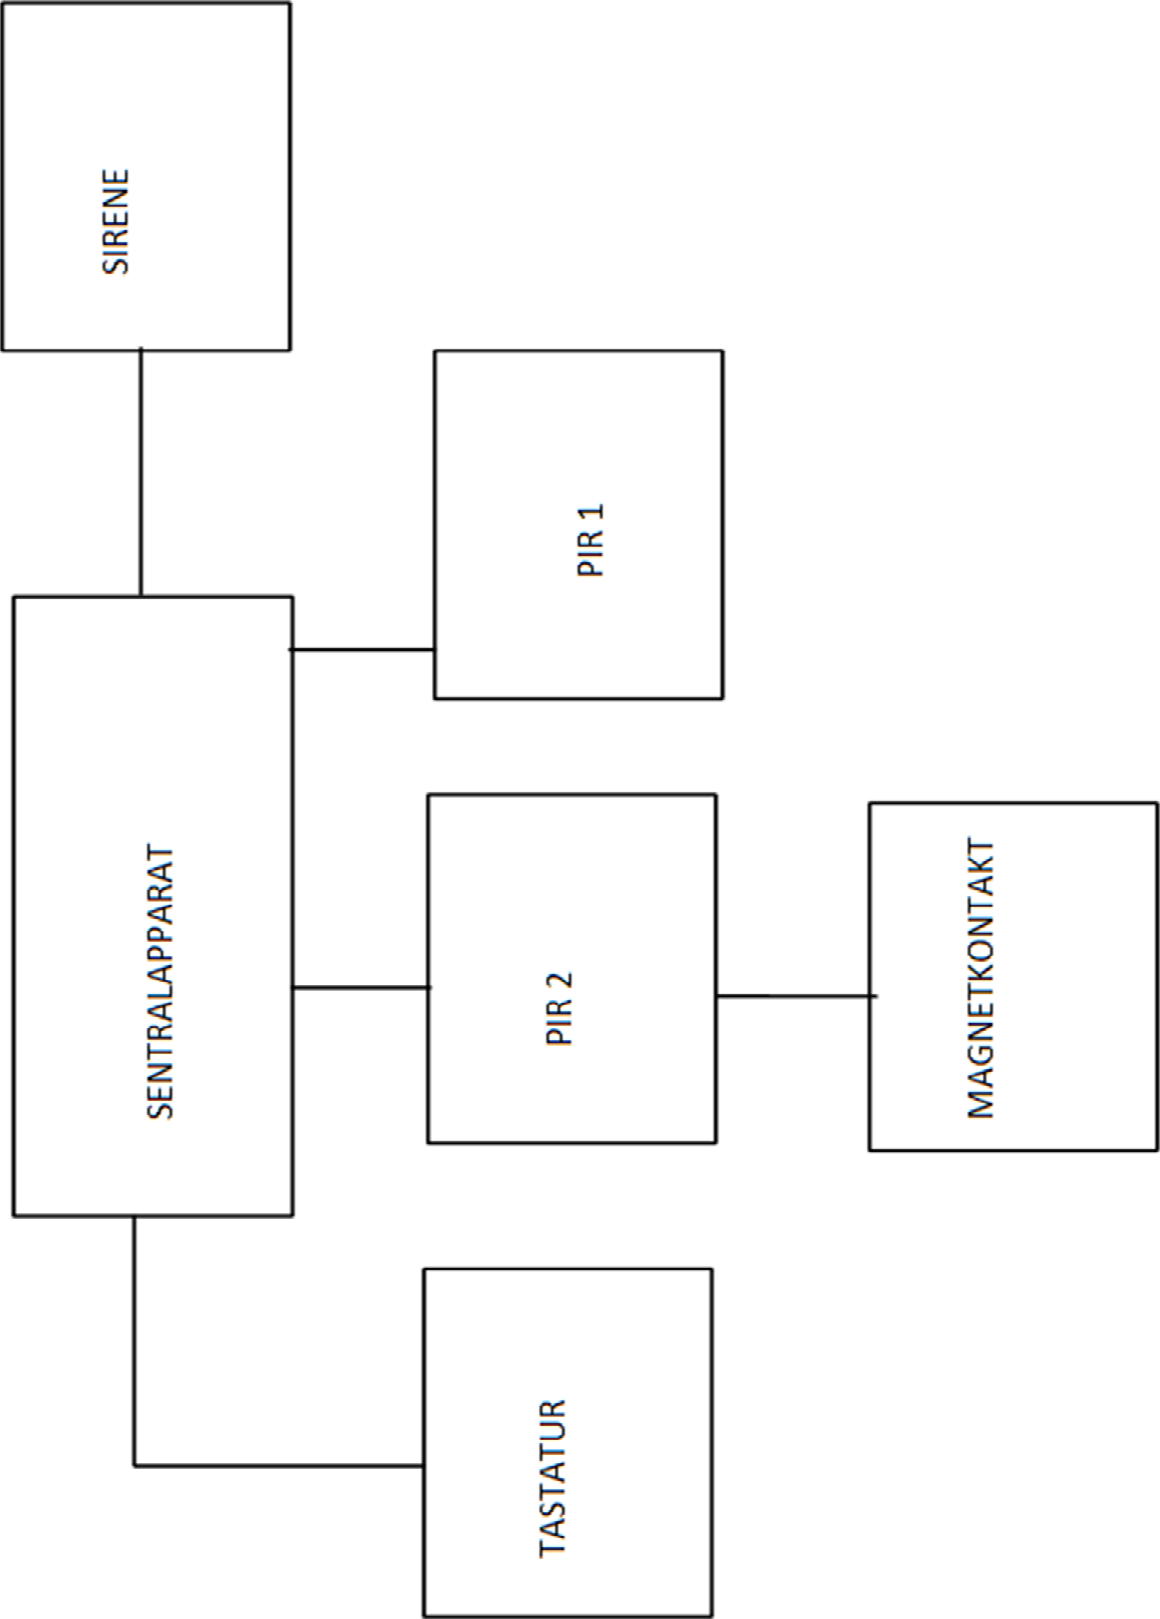 SENTRALAPPARAT
SIRENE
TASTATUR
PIR 2
PIR 1
MAGNETKONTAKT